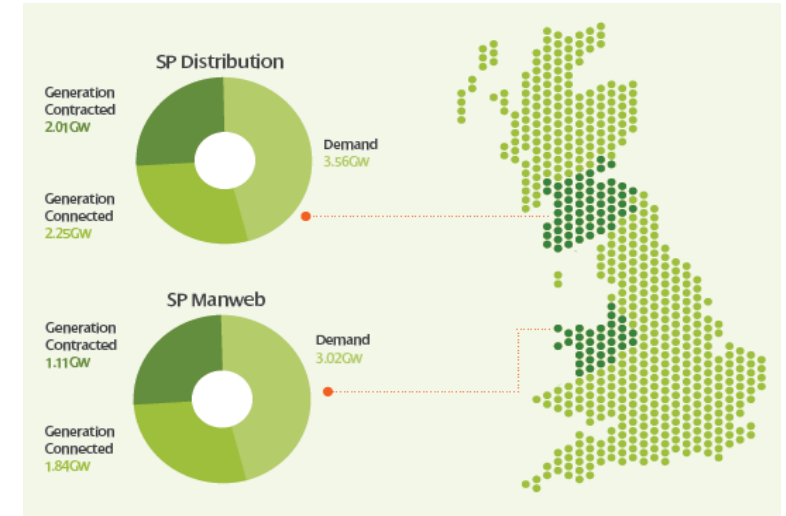 SP Distribution
Generation
Contracted
2.01GW
Demand
3.56GW
Generation
Connected
2.25GW
SP Manweb
Generation
Contracted
1.11GW
Demand
3.02GW
Generation
Connected
1.84GW